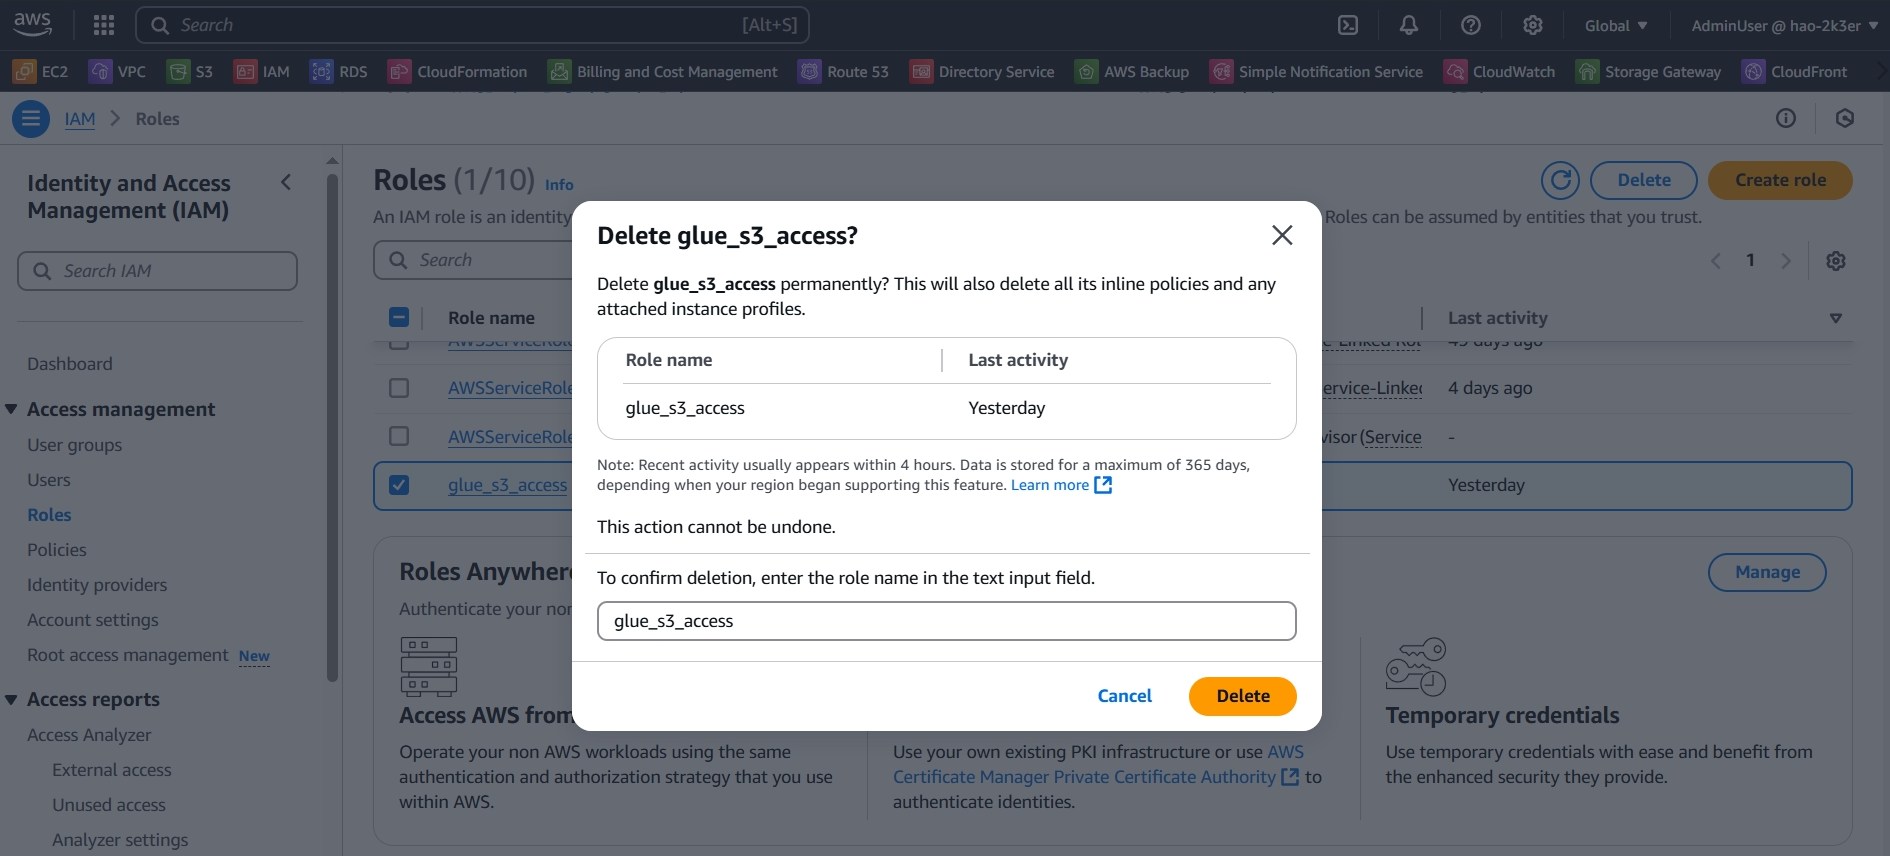 aws
Search
[Alt+S]
Global
AdminUser @ hao-2k3er
EC2
VPC
S3
IAM
RDS
CloudFormation
Billing and Cost Management
Route 53
Directory Service
AWS Backup
Simple Notification Service
CloudWatch
Storage Gateway
CloudFront
IAM > Roles
Identity and Access
Management (IAM)
Search IAM
Dashboard
Access management
User groups
Users
Roles
Policies
Identity providers
Account settings
Root access management New
Access reports
Access Analyzer
External access
Unused access
Analyzer settings
Roles (1/10) Info
Delete
Create role
An IAM role is an identity
Roles can be assumed by entities that you trust.
Search
1
Role name
Last activity
AWSServiceRole
4 days ago
AWSServiceRole
-
glue_s3_access
Yesterday
Roles Anywhere
Manage
Authenticate your non
Access AWS from
Operate your non AWS workloads using the same
authentication and authorization strategy that you use
within AWS.
Use your own existing PKI infrastructure or use AWS
Certificate Manager Private Certificate Authority to
authenticate identities.
Temporary credentials
Use temporary credentials with ease and benefit from
the enhanced security they provide.
Delete glue_s3_access?
Delete glue_s3_access permanently? This will also delete all its inline policies and any
attached instance profiles.
Role name
Last activity
glue_s3_access
Yesterday
Note: Recent activity usually appears within 4 hours. Data is stored for a maximum of 365 days,
depending when your region began supporting this feature. Learn more
This action cannot be undone.
To confirm deletion, enter the role name in the text input field.
glue_s3_access
Cancel
Delete